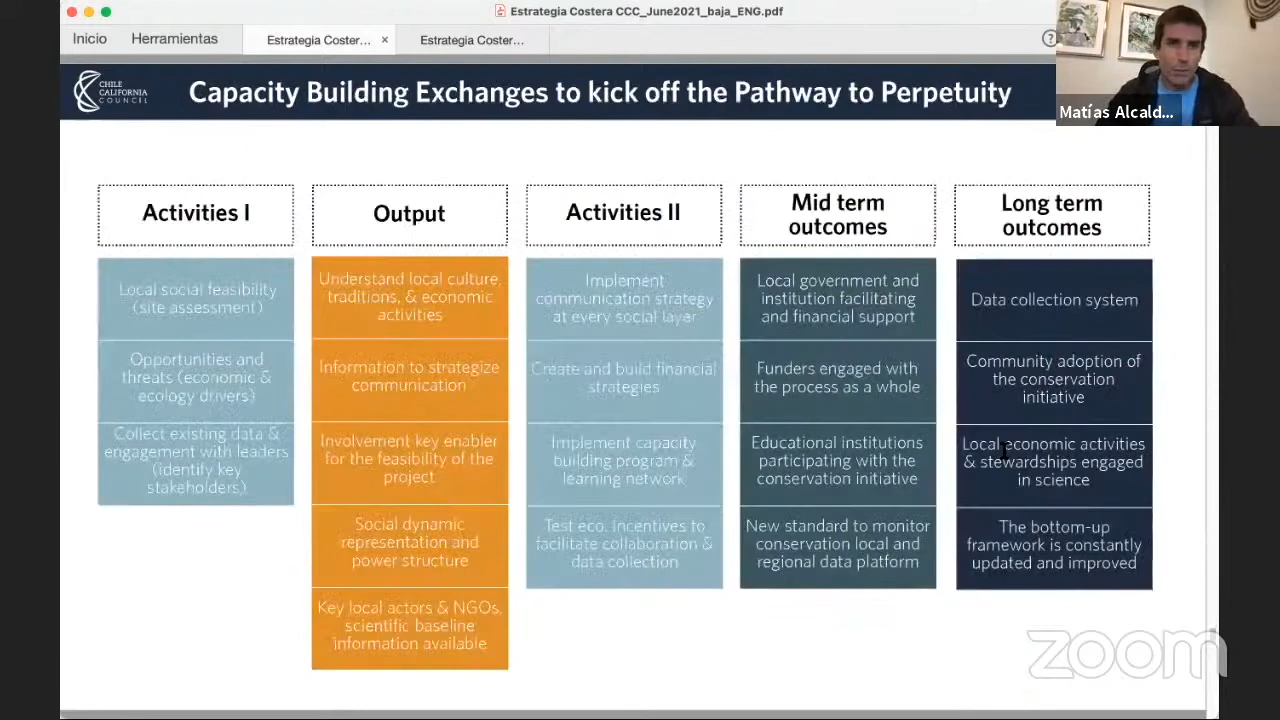 Estrategia Costera CCC_June2021_baja_ENG.pdf
Inicio
Herramientas
Estrategia Coster...
×
Estrategia Coster...
?
CHILE
CALIFORNIA
COUNCIL
Capacity Building Exchanges to kick off the Pathway to Perpetuity
Matías Alcald...
Activities I
Local social feasibility
(site assessment)
Opportunities and
threats (economic &
ecology drivers)
Collect existing data &
engagement with leaders
(identify key
stakeholders)
Output
Understand local culture,
traditions, & economic
activities
Information to strategize
communication
Involvement key enabler
for the feasibility of the
project
Social dynamic
representation and
power structure
Key local actors & NGOs,
scientific baseline
information available
Activities II
Implement
communication strategy
at every social layer
Create and build financial
strategies
Implement capacity
building program &
learning network
Test eco. Incentives to
facilitate collaboration &
data collection
Mid term
outcomes
Local government and
institution facilitating
and financial support
Funders engaged with
the process as a whole
Educational institutions
participating with the
conservation initiative
New standard to monitor
conservation local and
regional data platform
Long term
outcomes
Data collection system
Community adoption of
the conservation
initiative
Local economic activities
& stewardships engaged
in science
The bottom-up
framework is constantly
updated and improved
zoom